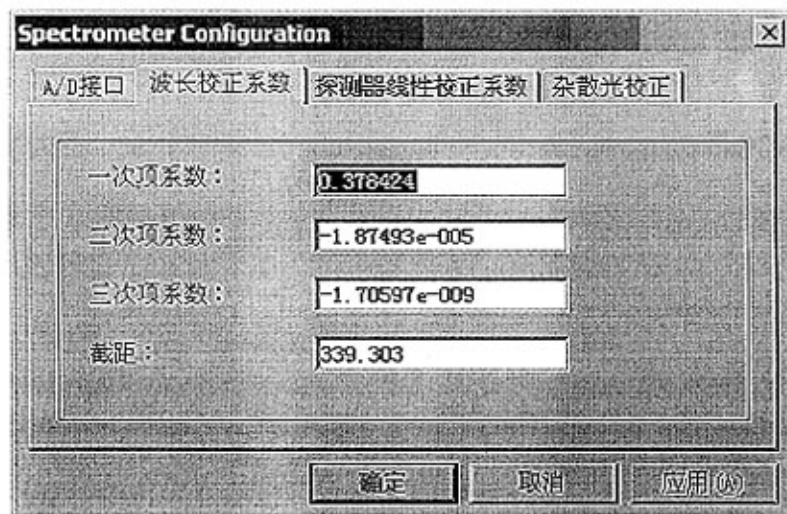 Spectrometer Configuration
A/D接口 波长校正系数 探测器线性校正系数 杂散光校正
一次项系数： 0.378424
二次项系数： -1.87493e-005
三次项系数： -1.70597e-009
截距： 339.303
确定 取消 应用(A)